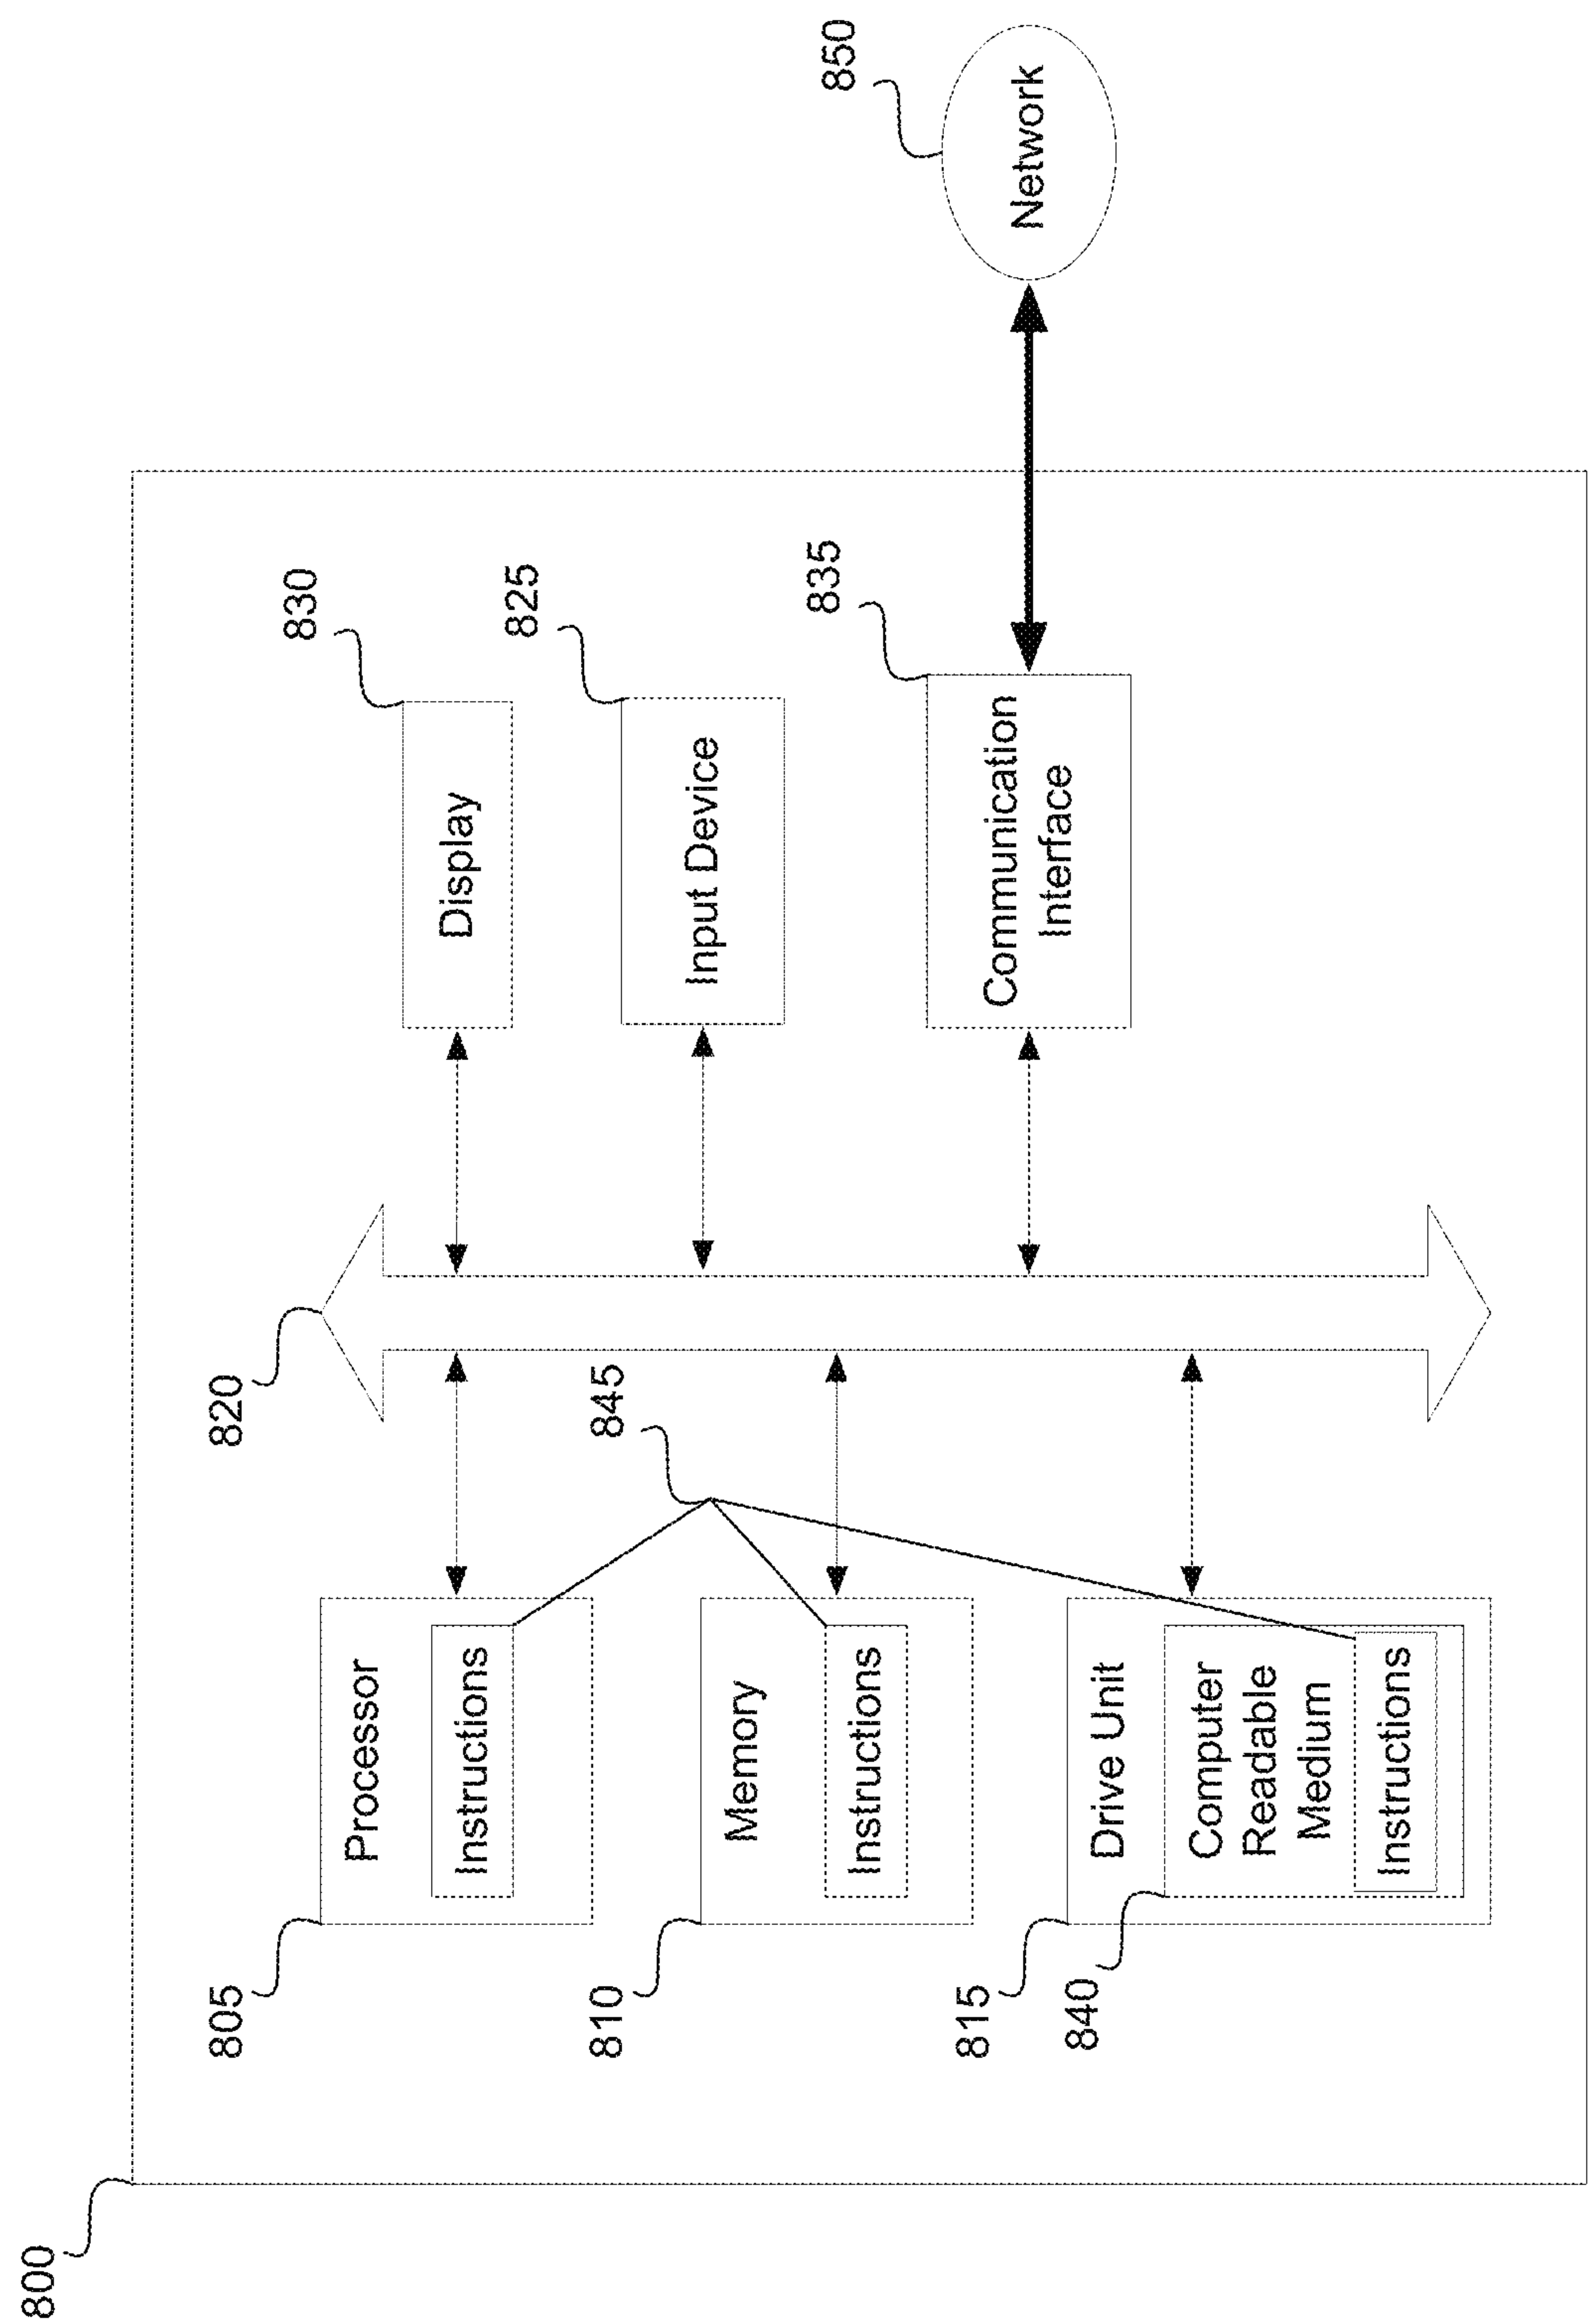 800
805
Processor
Instructions
820
830
Display
810
Memory
Instructions
845
825
Input Device
815
Drive Unit
840
Computer
Readable
Medium
Instructions
835
Communication
Interface
850
Network